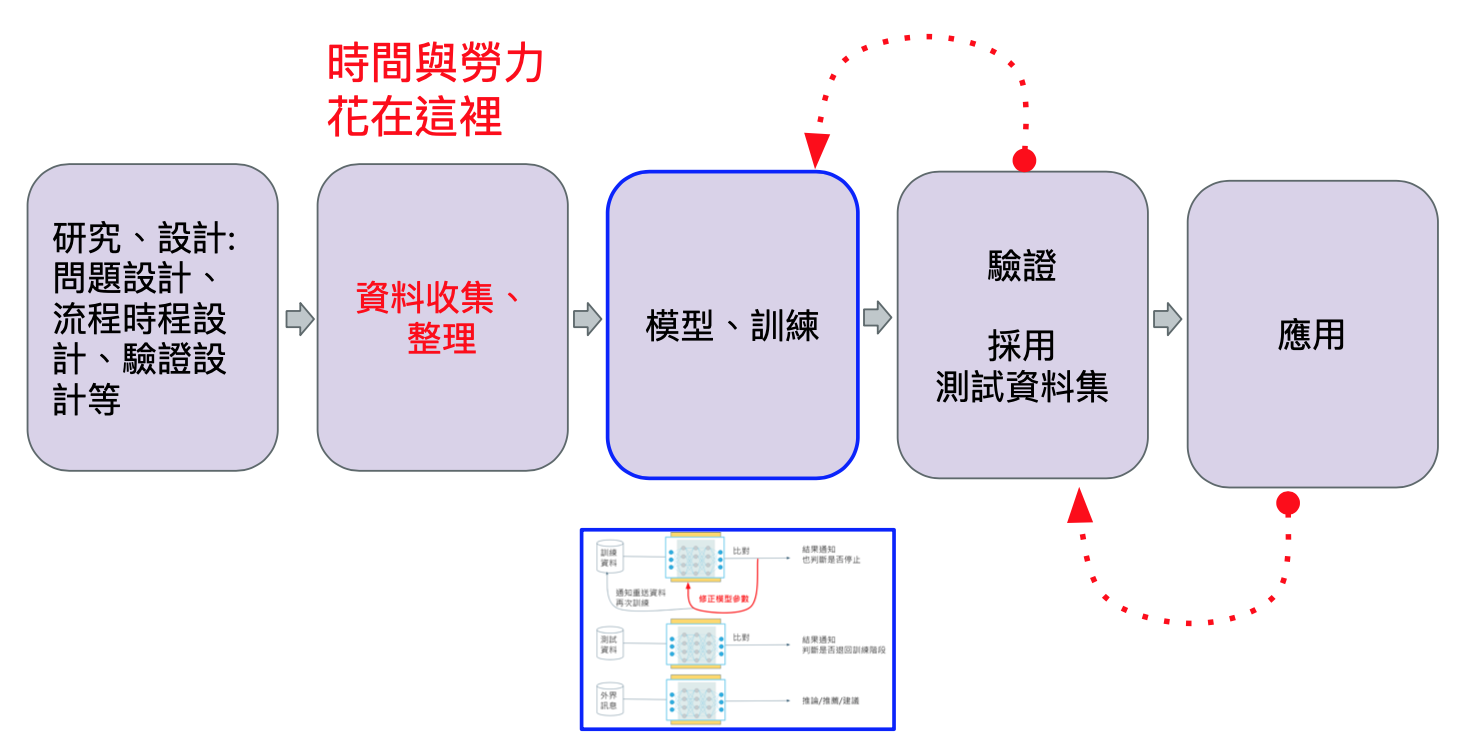 時間與勞力
花在這裡
研究、設計:
問題設計、
流程時程設
計、驗證設
計等
資料收集、
整理
模型、訓練
驗證
採用
測試資料集
應用
訓練
資料
比對
結果通知
也判斷是否停止
通知重送資料
再次訓練
修正模型參數
測試
資料
比對
結果通知
判斷是否退回訓練階段
外界
訊息
推論/推薦/建議